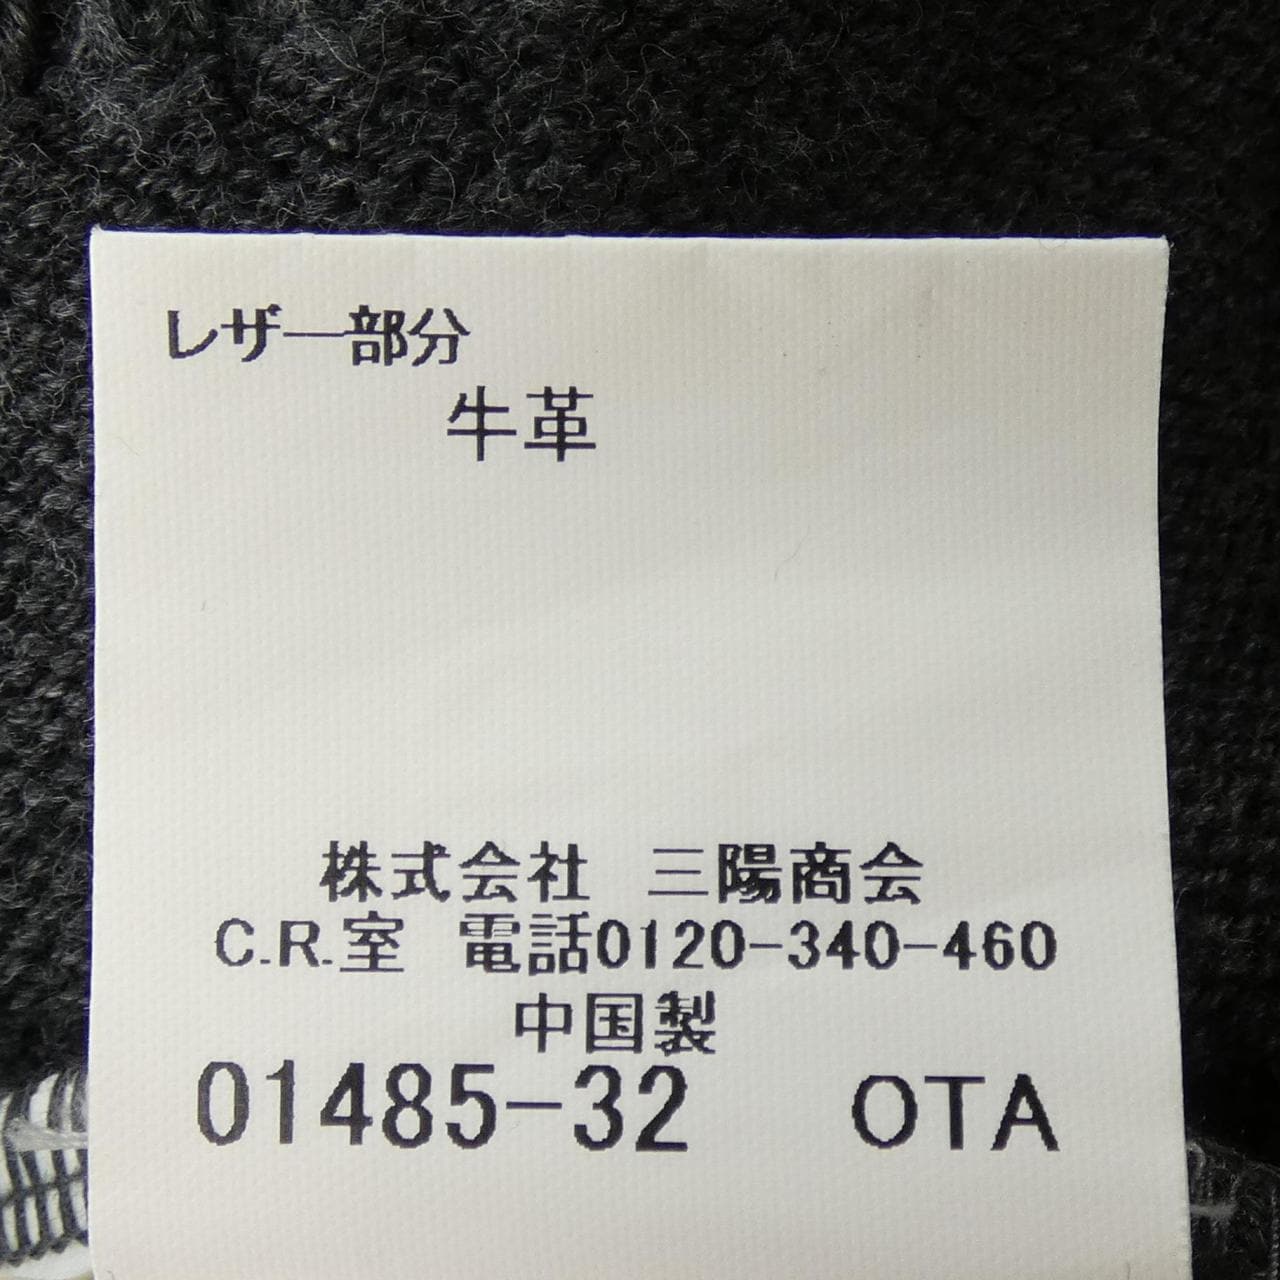 レザー部分
牛革
株式会社 三陽商会
C.R.室 電話0120-340-460
中国製
01485-32 OTA